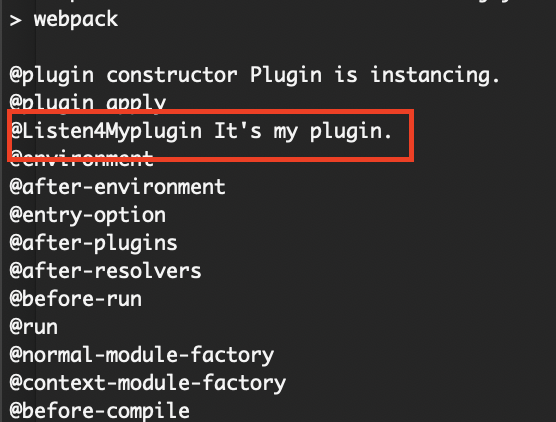 > webpack
@plugin constructor Plugin is instancing.
@plugin apply
@Listen4Myplugin It's my plugin.
@environment
@after-environment
@entry-option
@after-plugins
@after-resolvers
@before-run
@run
@normal-module-factory
@context-module-factory
@before-compile